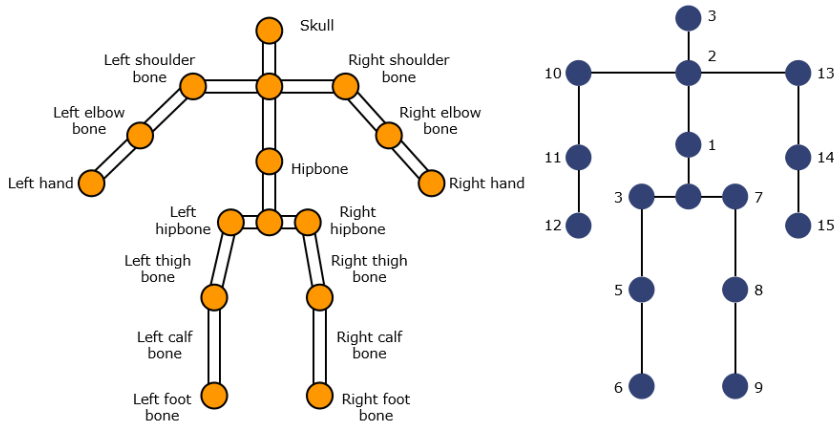 Skull
Left shoulder
bone
Right shoulder
bone
Left elbow
bone
Right elbow
bone
Left hand
Hipbone
Right hand
Left
hipbone
Right
hipbone
Left thigh
bone
Right thigh
bone
Left calf
bone
Right calf
bone
Left foot
bone
Right foot
bone
3
2
10
13
1
11
14
3
7
12
15
5
8
6
9